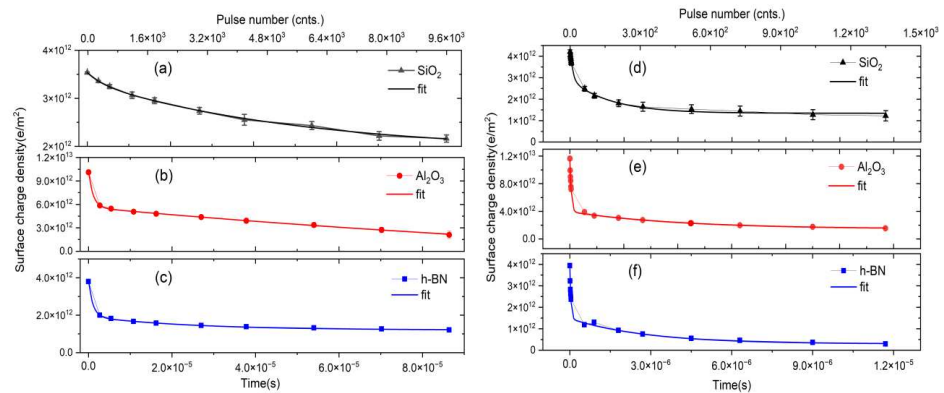 Pulse number (cnts.)
0.0 1.6×10³ 3.2×10³ 4.8×10³ 6.4×10³ 8.0×10³ 9.6×10³
4×10¹²
3×10¹²
2×10¹²
(a)
SiO₂
fit
1.2×10¹³
9.0×10¹²
6.0×10¹²
3.0×10¹²
0.0
(b)
Al₂O₃
fit
4.0×10¹²
2.0×10¹²
0.0
(c)
h-BN
fit
Surface charge density(e/m²)
0.0 2.0×10⁻⁵ 4.0×10⁻⁵ 6.0×10⁻⁵ 8.0×10⁻⁵
Time(s)
Pulse number (cnts.)
0.0 3.0×10² 6.0×10² 9.0×10² 1.2×10³ 1.5×10³
4×10¹²
3×10¹²
2×10¹²
1×10¹²
0
(d)
SiO₂
fit
1.2×10¹³
8.0×10¹²
4.0×10¹²
0.0
(e)
Al₂O₃
fit
4×10¹²
3×10¹²
2×10¹²
1×10¹²
0
(f)
h-BN
fit
Surface charge density(e/m²)
0.0 3.0×10⁻⁶ 6.0×10⁻⁶ 9.0×10⁻⁶ 1.2×10⁻⁵
Time(s)